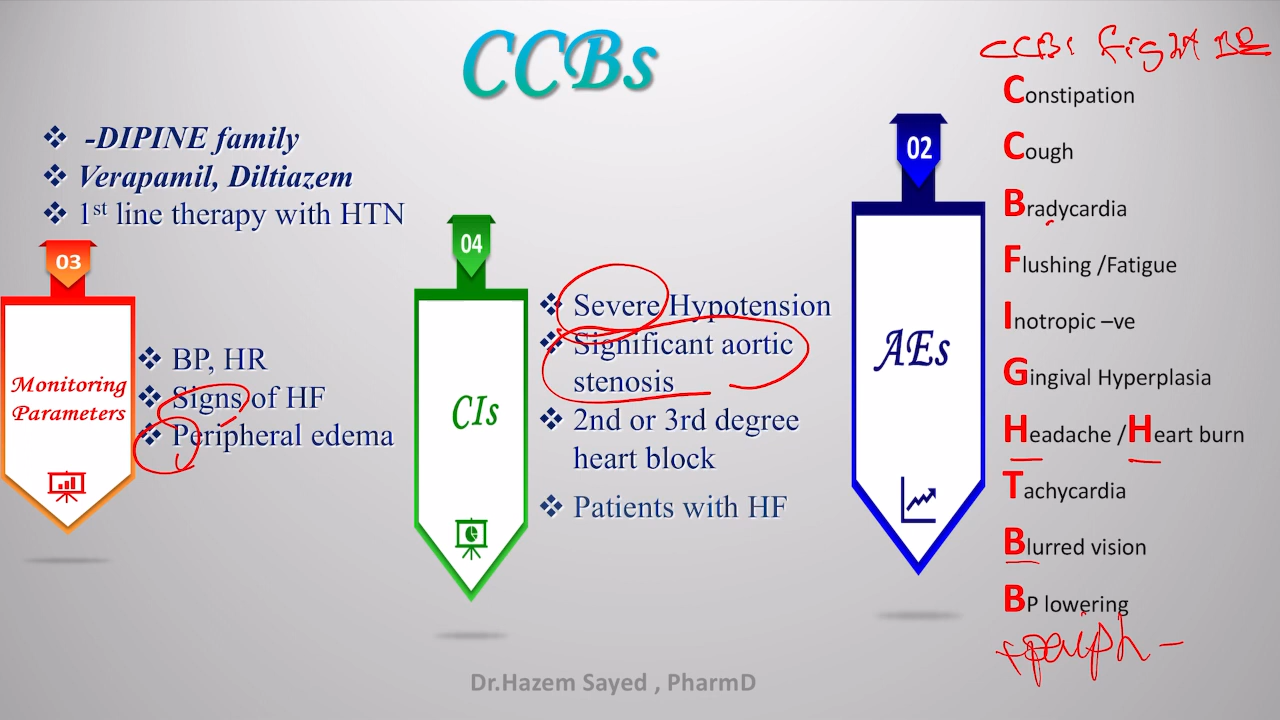 CCBs
CCBs fight BP
❖ -DIPINE family
❖ Verapamil, Diltiazem
❖ 1st line therapy with HTN
03
Monitoring
Parameters
❖ BP, HR
❖ Signs of HF
❖ Peripheral edema
04
CIs
❖ Severe Hypotension
❖ Significant aortic
stenosis
❖ 2nd or 3rd degree
heart block
❖ Patients with HF
02
AEs
Constipation
Cough
Bradycardia
Flushing /Fatigue
Inotropic –ve
Gingival Hyperplasia
Headache /Heart burn
Tachycardia
Blurred vision
BP lowering
Dr.Hazem Sayed , PharmD